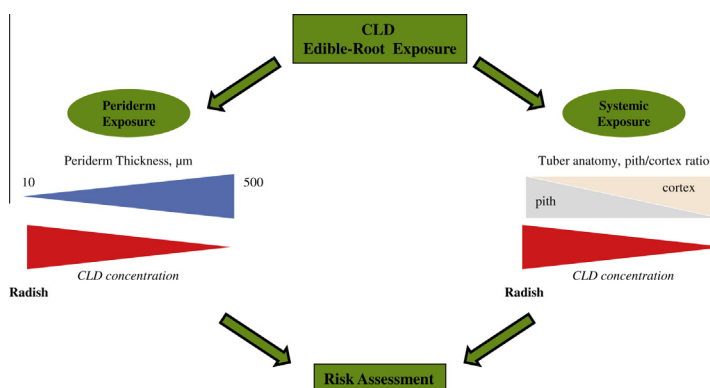 CLD
Edible-Root Exposure
Periderm
Exposure
Systemic
Exposure
Periderm Thickness, µm
10
500
CLD concentration
Radish
Tuber anatomy, pith/cortex ratio
cortex
pith
CLD concentration
Radish
Risk Assessment